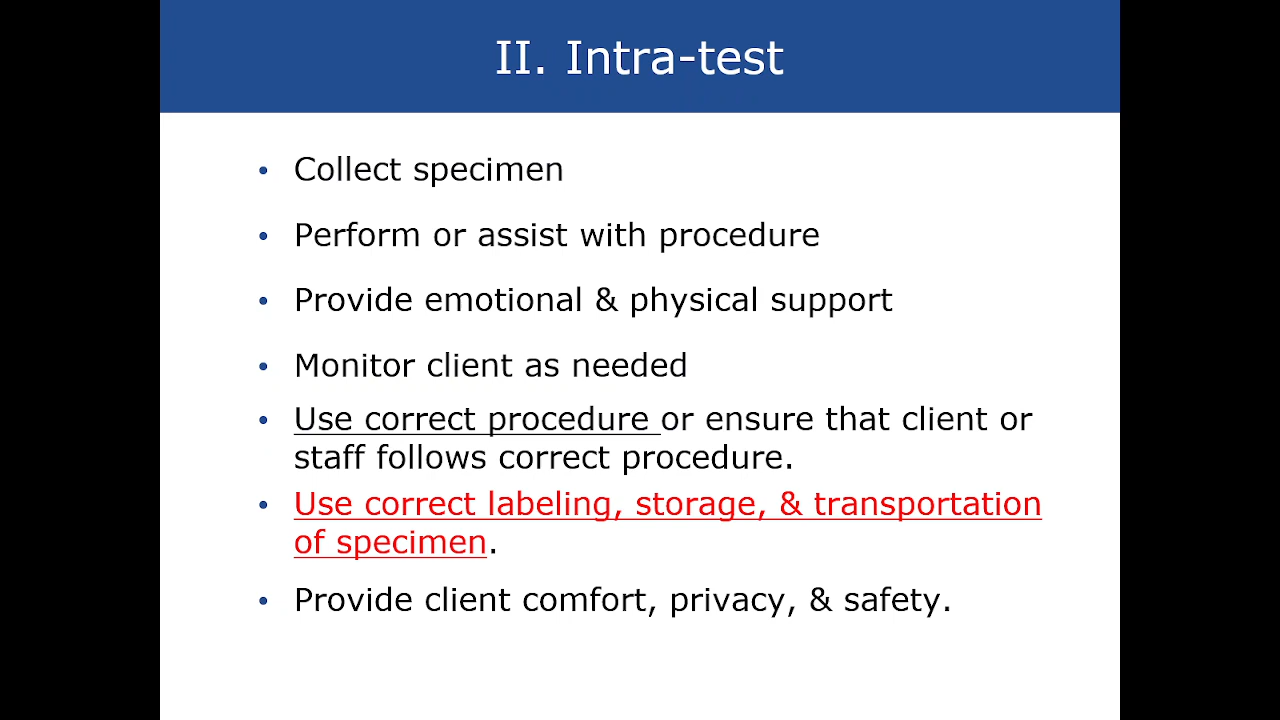 II. Intra-test
• Collect specimen
• Perform or assist with procedure
• Provide emotional & physical support
• Monitor client as needed
• Use correct procedure or ensure that client or
staff follows correct procedure.
• Use correct labeling, storage, & transportation
of specimen.
• Provide client comfort, privacy, & safety.